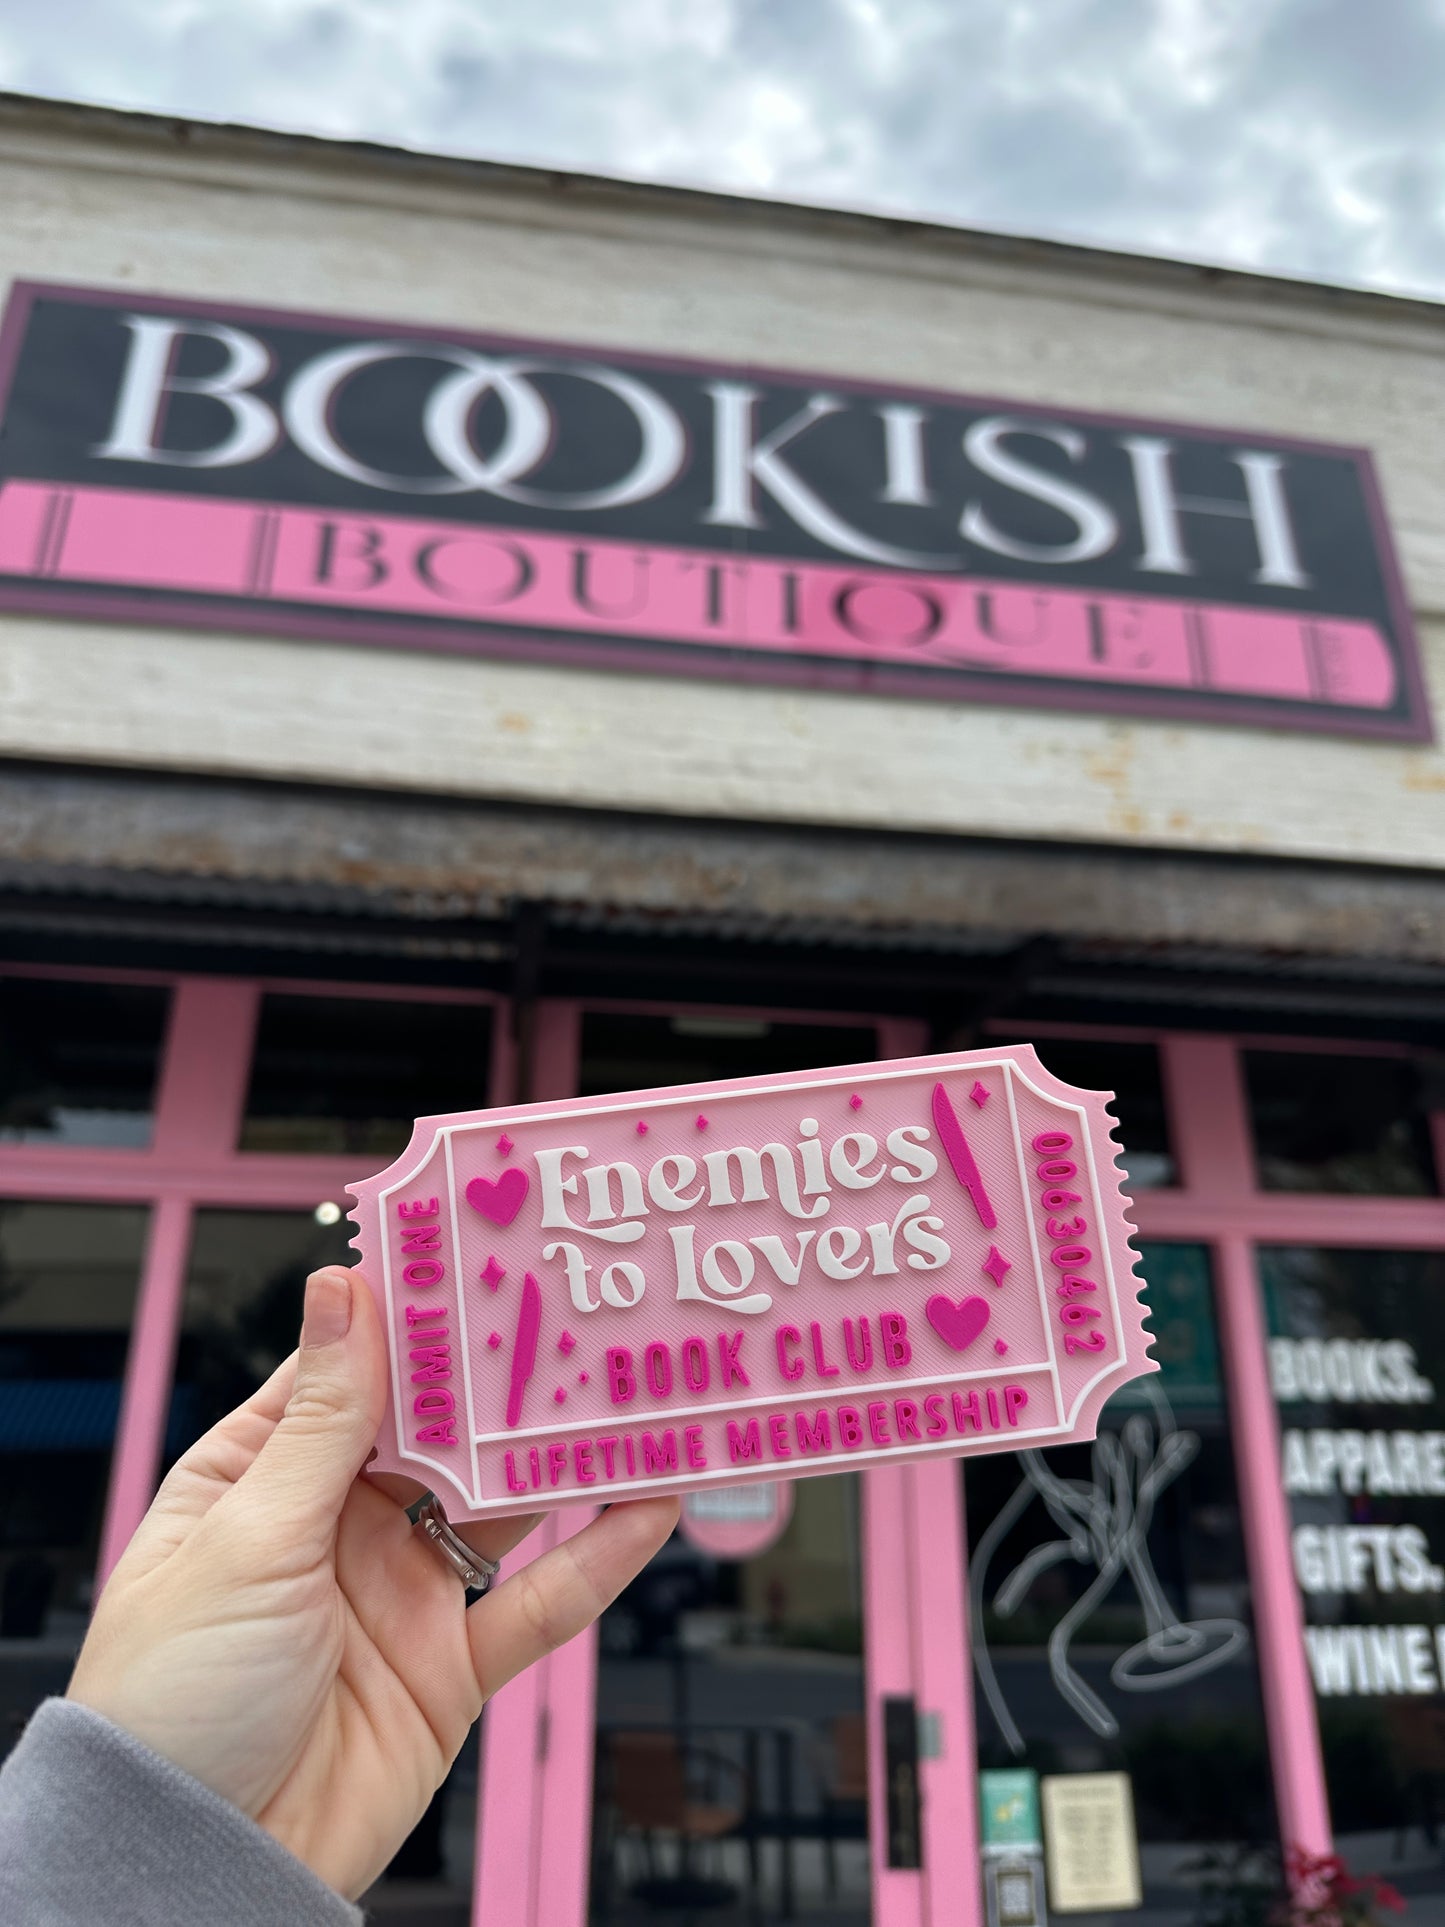 BOOKISH
BOUTIQUE
Enemies
to Lovers
BOOK CLUB
LIFETIME MEMBERSHIP
ADMIT ONE
00630462
BOOKS.
APPARE
GIFTS.
WINE